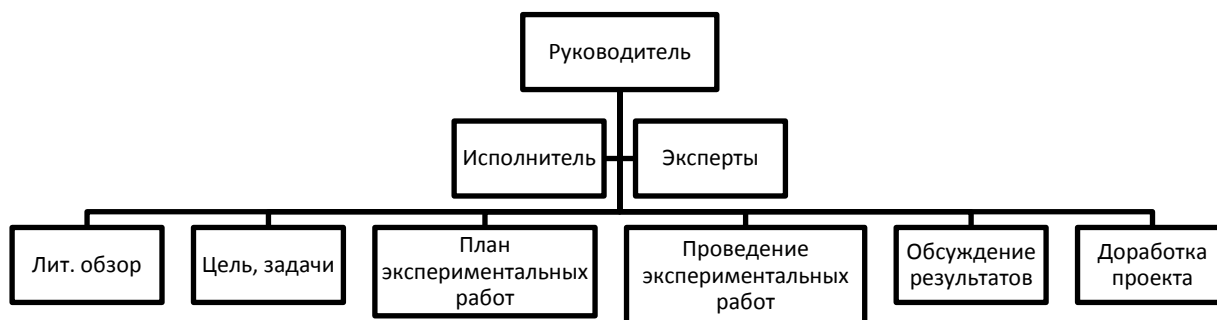 Руководитель
Исполнитель
Эксперты
Лит. обзор
Цель, задачи
План
экспериментальных
работ
Проведение
экспериментальных
работ
Обсуждение
результатов
Доработка
проекта